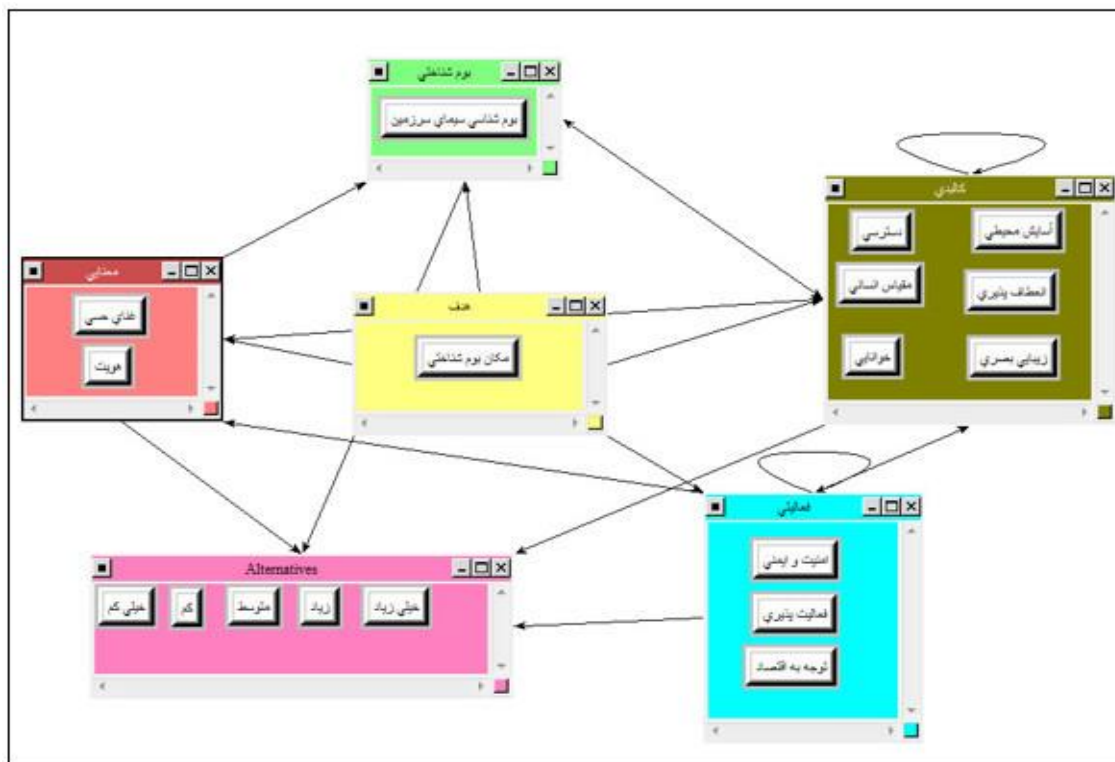 بوم شناختي
بوم شناسي سيماي سرزمين
كالبدي
دسترسي
آسايش محيطي
مقياس انساني
انعطاف پذيري
خوانايي
زيبايي بصري
معنايي
غناي حسي
هويت
هدف
مكان بوم شناختي
فعاليتي
امنيت و ايمني
فعاليت پذيري
توجه به اقتصاد
Alternatives
خيلي كم
كم
متوسط
زياد
خيلي زياد